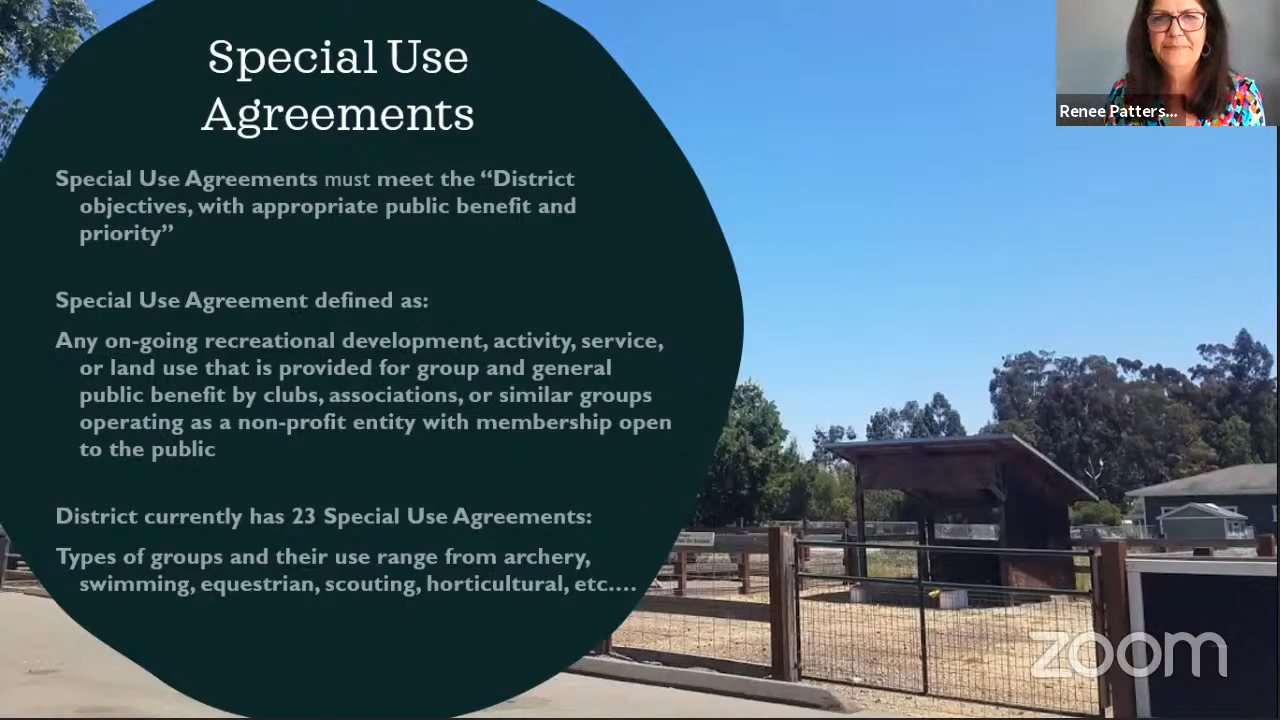 Special Use
Agreements
Special Use Agreements must meet the “District
objectives, with appropriate public benefit and
priority”
Special Use Agreement defined as:
Any on-going recreational development, activity, service,
or land use that is provided for group and general
public benefit by clubs, associations, or similar groups
operating as a non-profit entity with membership open
to the public
District currently has 23 Special Use Agreements:
Types of groups and their use range from archery,
swimming, equestrian, scouting, horticultural, etc.…
Renee Patters...
zoom